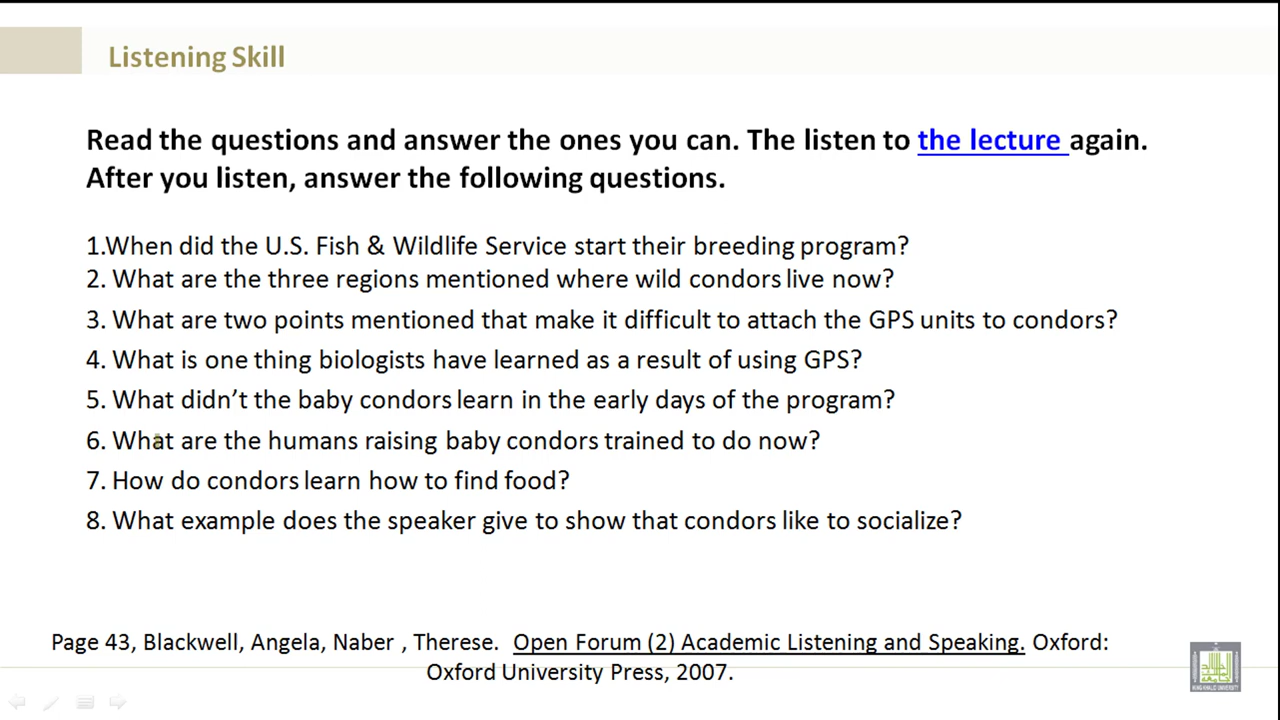 Listening Skill
Read the questions and answer the ones you can. The listen to the lecture again.
After you listen, answer the following questions.
1.When did the U.S. Fish & Wildlife Service start their breeding program?
2. What are the three regions mentioned where wild condors live now?
3. What are two points mentioned that make it difficult to attach the GPS units to condors?
4. What is one thing biologists have learned as a result of using GPS?
5. What didn’t the baby condors learn in the early days of the program?
6. What are the humans raising baby condors trained to do now?
7. How do condors learn how to find food?
8. What example does the speaker give to show that condors like to socialize?
Page 43, Blackwell, Angela, Naber , Therese. Open Forum (2) Academic Listening and Speaking. Oxford:
Oxford University Press, 2007.
KING KHALID UNIVERSITY